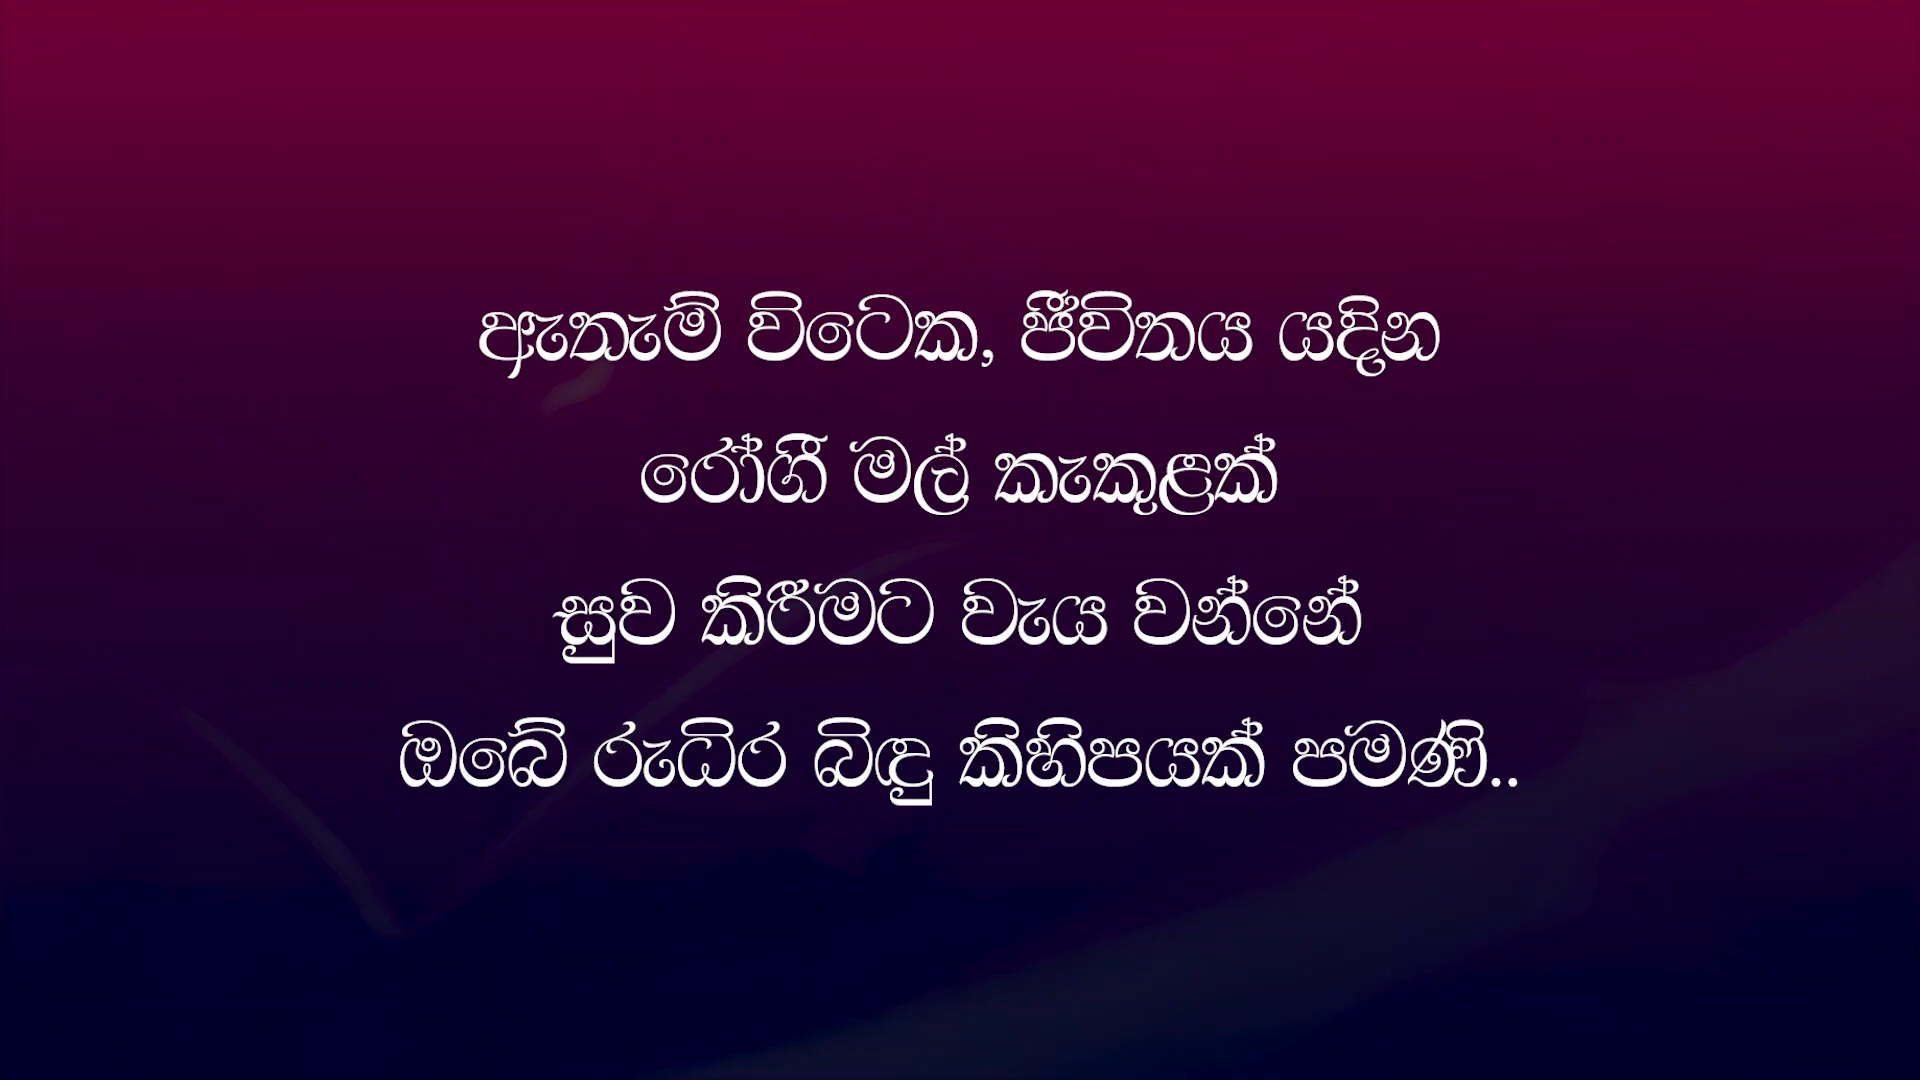 ඇතැම් විටෙක, ජීවිතය යදින
රෝගී මල් කැකුළක්
සුව කිරීමට වැය වන්නේ
ඔබේ රුධිර බිඳු කිහිපයක් පමණි..